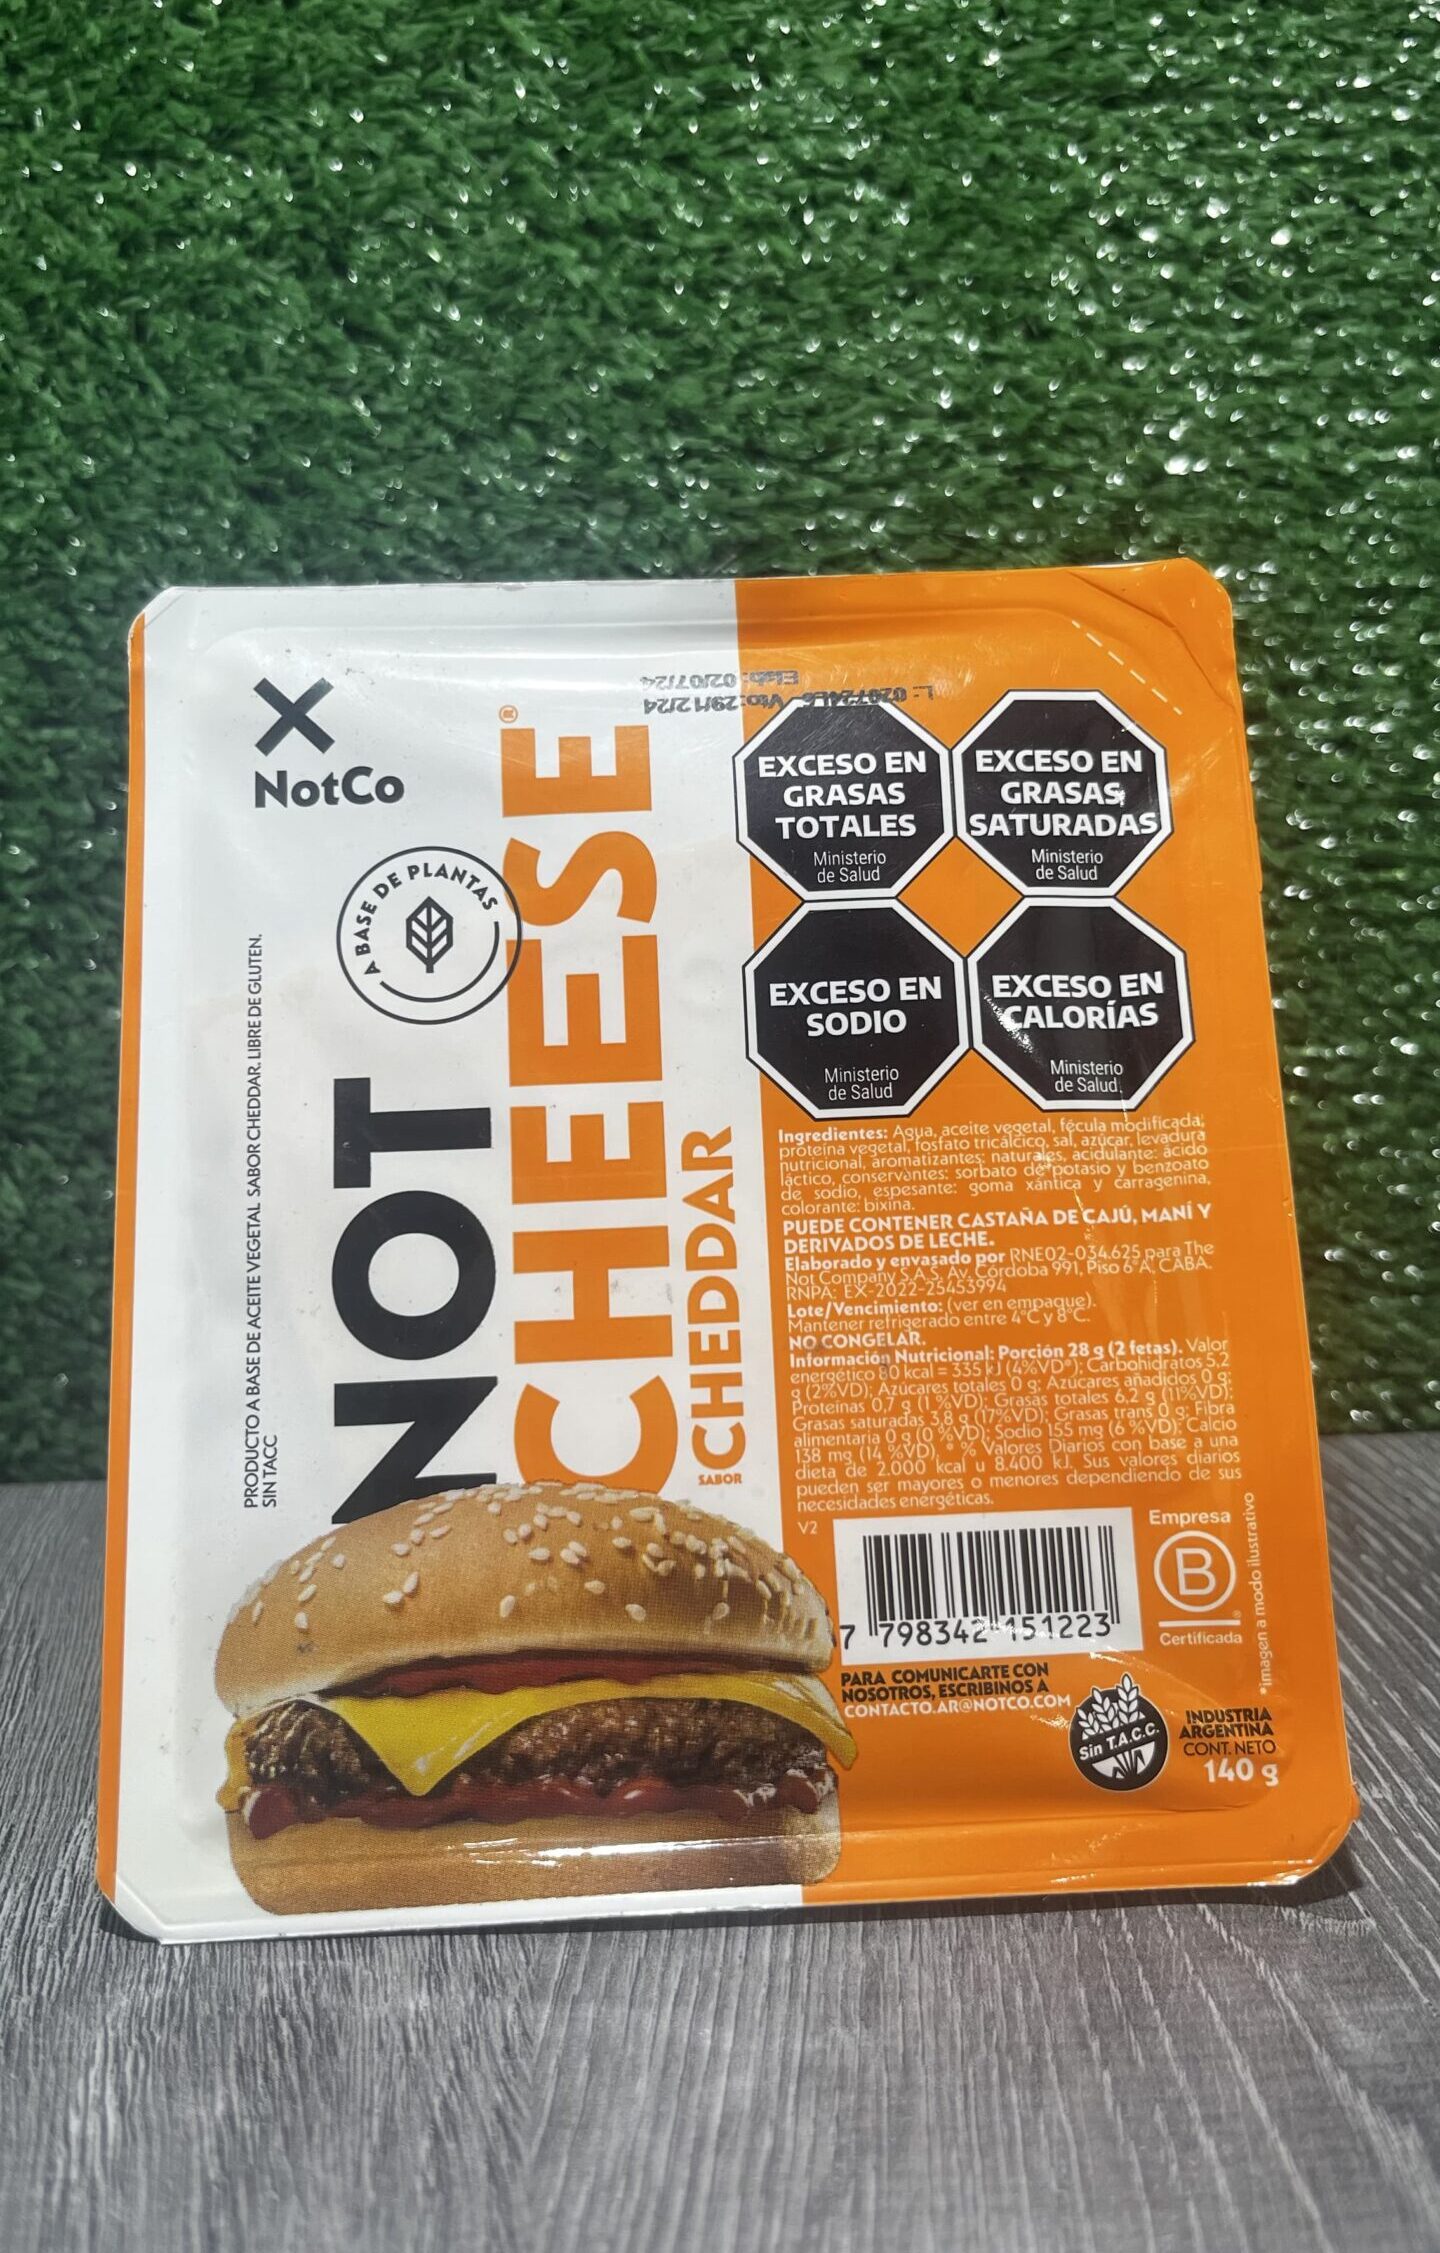 NotCo
A BASE DE PLANTAS
PRODUCTO A BASE DE ACEITE VEGETAL SABOR CHEDDAR. LIBRE DE GLUTEN.
SIN TACC
NOT
CHEESE®
SABOR CHEDDAR
L: 020724L6 Vto:29/12/24
Elab: 02/07/24
EXCESO EN
GRASAS
TOTALES
Ministerio
de Salud
EXCESO EN
GRASAS
SATURADAS
Ministerio
de Salud
EXCESO EN
SODIO
Ministerio
de Salud
EXCESO EN
CALORÍAS
Ministerio
de Salud
Ingredientes: Agua, aceite vegetal, fécula modificada,
proteína vegetal, fosfato tricálcico, sal, azúcar, levadura
nutricional, aromatizantes: naturales, acidulante: ácido
láctico, conservantes: sorbato de potasio y benzoato
de sodio, espesante: goma xántica y carragenina,
colorante: bixina.
PUEDE CONTENER CASTAÑA DE CAJÚ, MANÍ Y
DERIVADOS DE LECHE.
Elaborado y envasado por RNE02-034.625 para The
Not Company S.A.S, Av. Córdoba 991, Piso 6"A", CABA.
RNPA: EX-2022-25453994
Lote/Vencimiento: (ver en empaque).
Mantener refrigerado entre 4°C y 8°C.
NO CONGELAR.
Información Nutricional: Porción 28 g (2 fetas). Valor
energético 80 kcal = 335 kJ (4%VD*); Carbohidratos 5,2
g (2%VD); Azúcares totales 0 g; Azúcares añadidos 0 g;
Proteínas 0,7 g (1 %VD); Grasas totales 6,2 g (11%VD);
Grasas saturadas 3,8 g (17%VD); Grasas trans 0 g; Fibra
alimentaria 0 g (0 %VD); Sodio 155 mg (6 %VD); Calcio
138 mg (14 %VD). * % Valores Diarios con base a una
dieta de 2.000 kcal u 8.400 kJ. Sus valores diarios
pueden ser mayores o menores dependiendo de sus
necesidades energéticas.
V2
7 798342 151223
Empresa
B
®
Certificada
*imagen a modo ilustrativo
PARA COMUNICARTE CON
NOSOTROS, ESCRIBINOS A
CONTACTO.AR@NOTCO.COM
Sin T.A.C.C.
INDUSTRIA
ARGENTINA
CONT. NETO
140 g